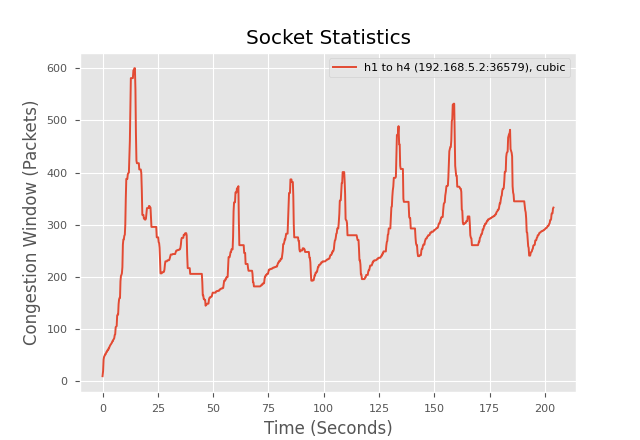 Socket Statistics
h1 to h4 (192.168.5.2:36579), cubic
600
500
400
300
200
100
0
Congestion Window (Packets)
0 25 50 75 100 125 150 175 200
Time (Seconds)